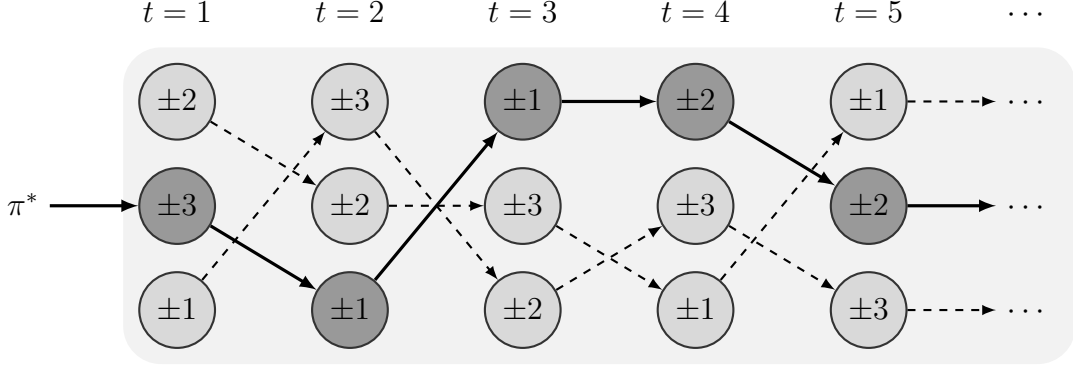 t = 1 t = 2 t = 3 t = 4 t = 5 ⋯
±2 ±3 ±1 ±2 ±1 ⋯
π* ±3 ±2 ±3 ±3 ±2 ⋯
±1 ±1 ±2 ±1 ±3 ⋯